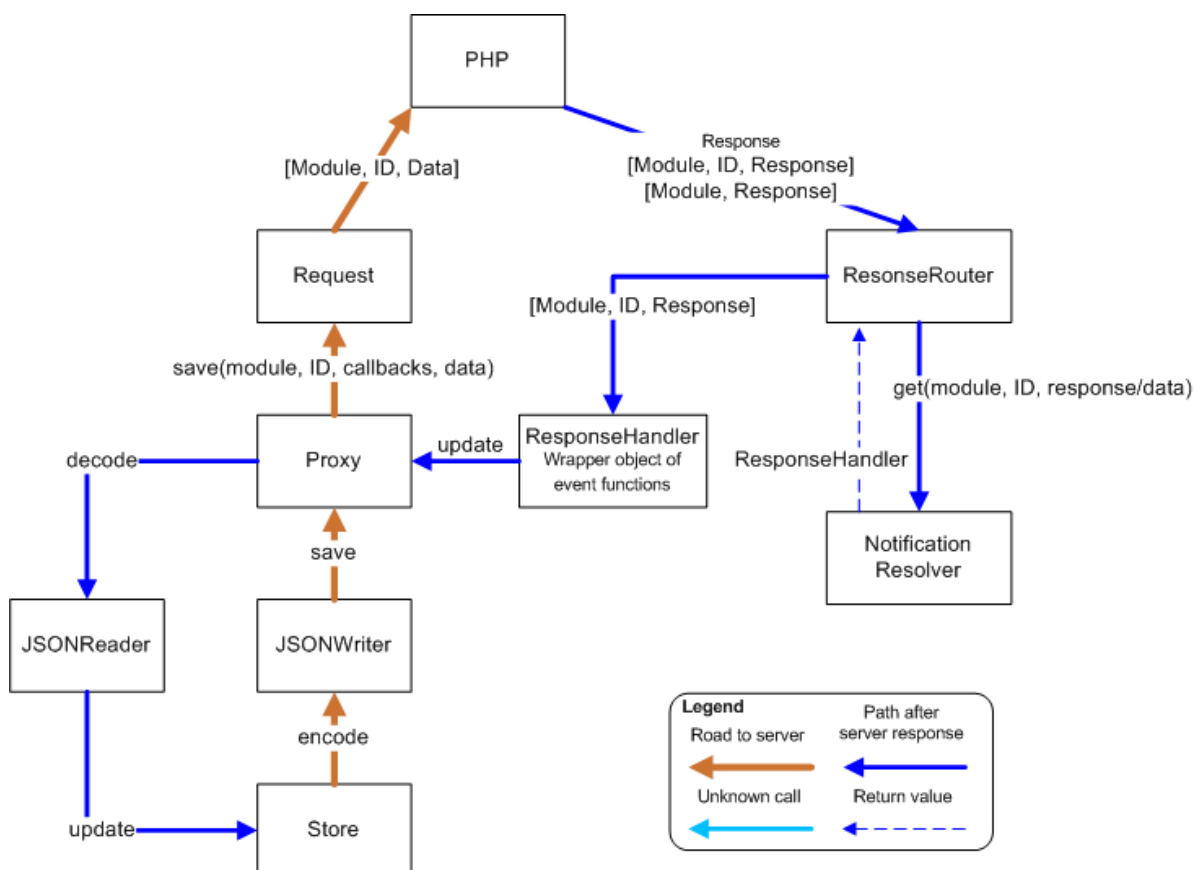 PHP
Response
[Module, ID, Response]
[Module, Response]
[Module, ID, Data]
Request
ResonseRouter
[Module, ID, Response]
save(module, ID, callbacks, data)
get(module, ID, response/data)
decode
Proxy
update
ResponseHandler
Wrapper object of
event functions
ResponseHandler
save
Notification
Resolver
JSONReader
JSONWriter
encode
update
Store
Legend
Road to server
Path after
server response
Unknown call
Return value